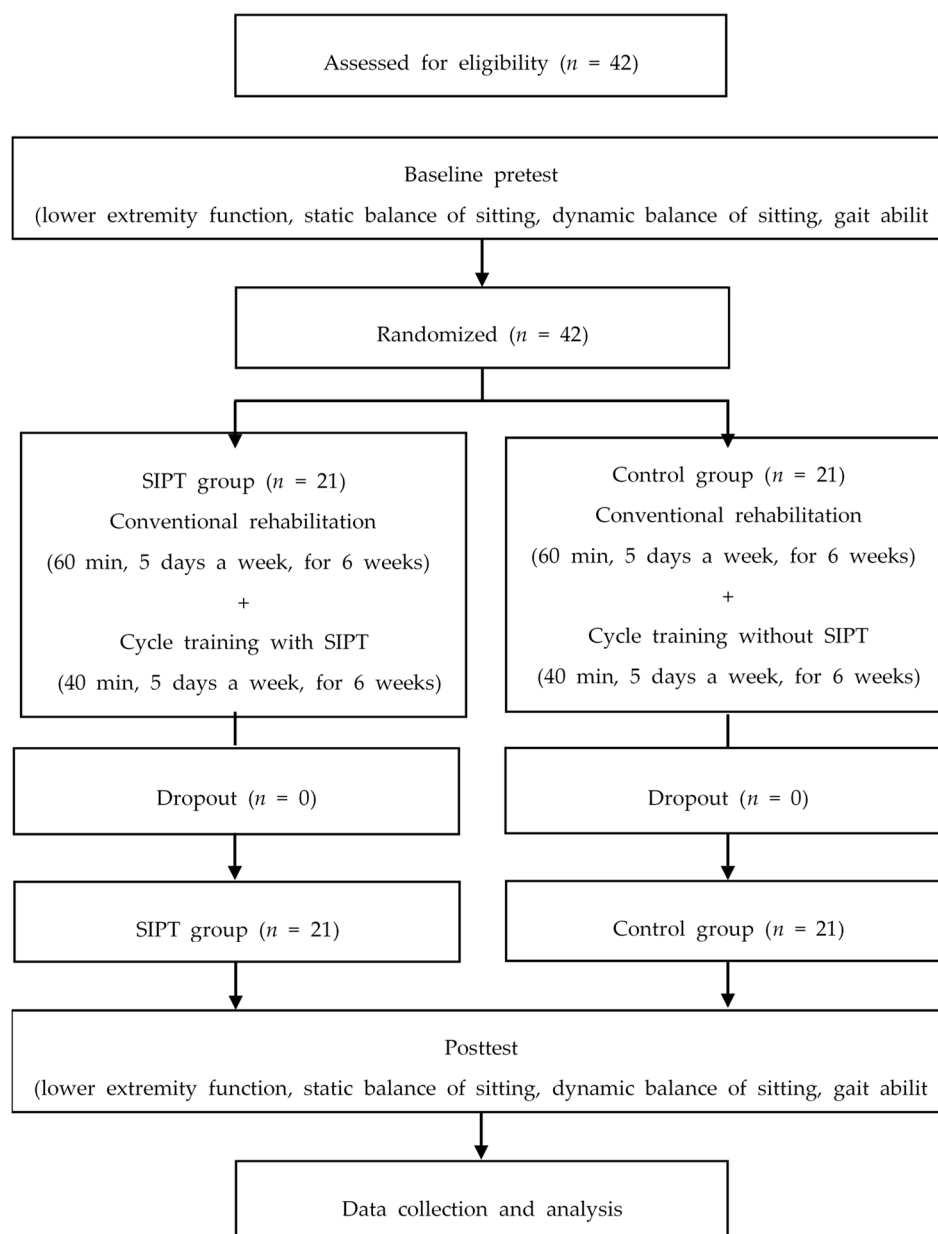 Assessed for eligibility (n = 42)
Baseline pretest
(lower extremity function, static balance of sitting, dynamic balance of sitting, gait abilit
Randomized (n = 42)
SIPT group (n = 21)
Conventional rehabilitation
(60 min, 5 days a week, for 6 weeks)
+
Cycle training with SIPT
(40 min, 5 days a week, for 6 weeks)
Control group (n = 21)
Conventional rehabilitation
(60 min, 5 days a week, for 6 weeks)
+
Cycle training without SIPT
(40 min, 5 days a week, for 6 weeks)
Dropout (n = 0)
Dropout (n = 0)
SIPT group (n = 21)
Control group (n = 21)
Posttest
(lower extremity function, static balance of sitting, dynamic balance of sitting, gait abilit
Data collection and analysis